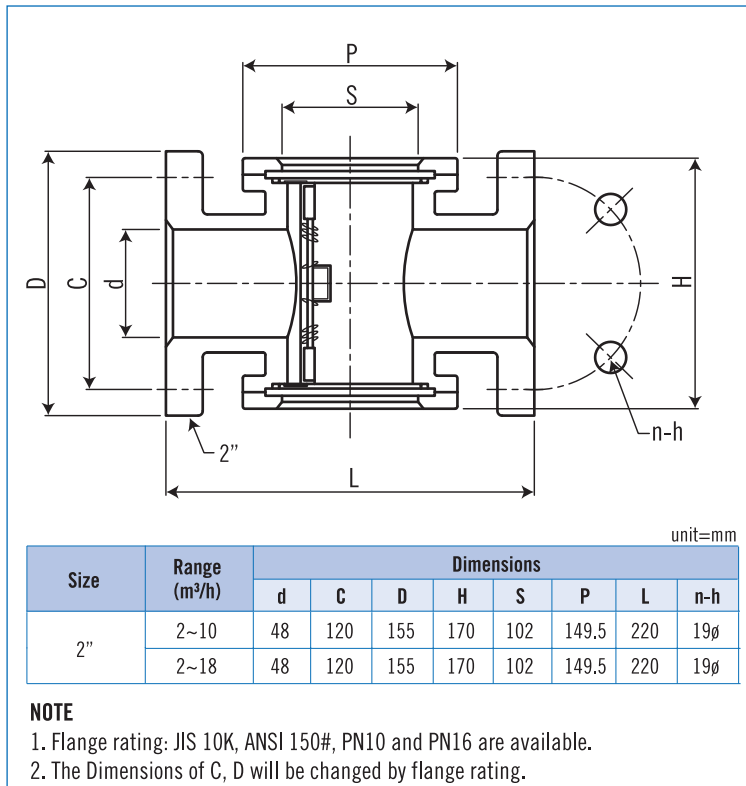 P
S
D
C
d
H
2”
n-h
L
unit=mm
Size Range (m³/h) Dimensions
d C D H S P L n-h
2” 2~10 48 120 155 170 102 149.5 220 19ø
2~18 48 120 155 170 102 149.5 220 19ø
NOTE
1. Flange rating: JIS 10K, ANSI 150#, PN10 and PN16 are available.
2. The Dimensions of C, D will be changed by flange rating.